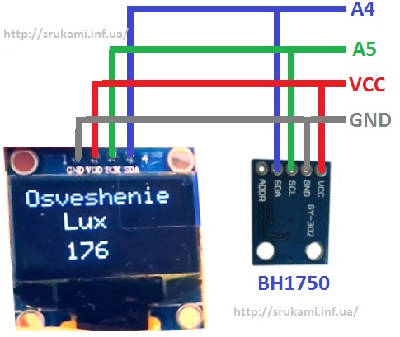 A4
http://srukami.inf.ua/
A5
VCC
GND
GND VDD SCK SDA
Osveshenie
Lux
176
ADDR
SDA
SCL
GND
VCC
GY-302
BH1750
http://srukami.inf.ua/